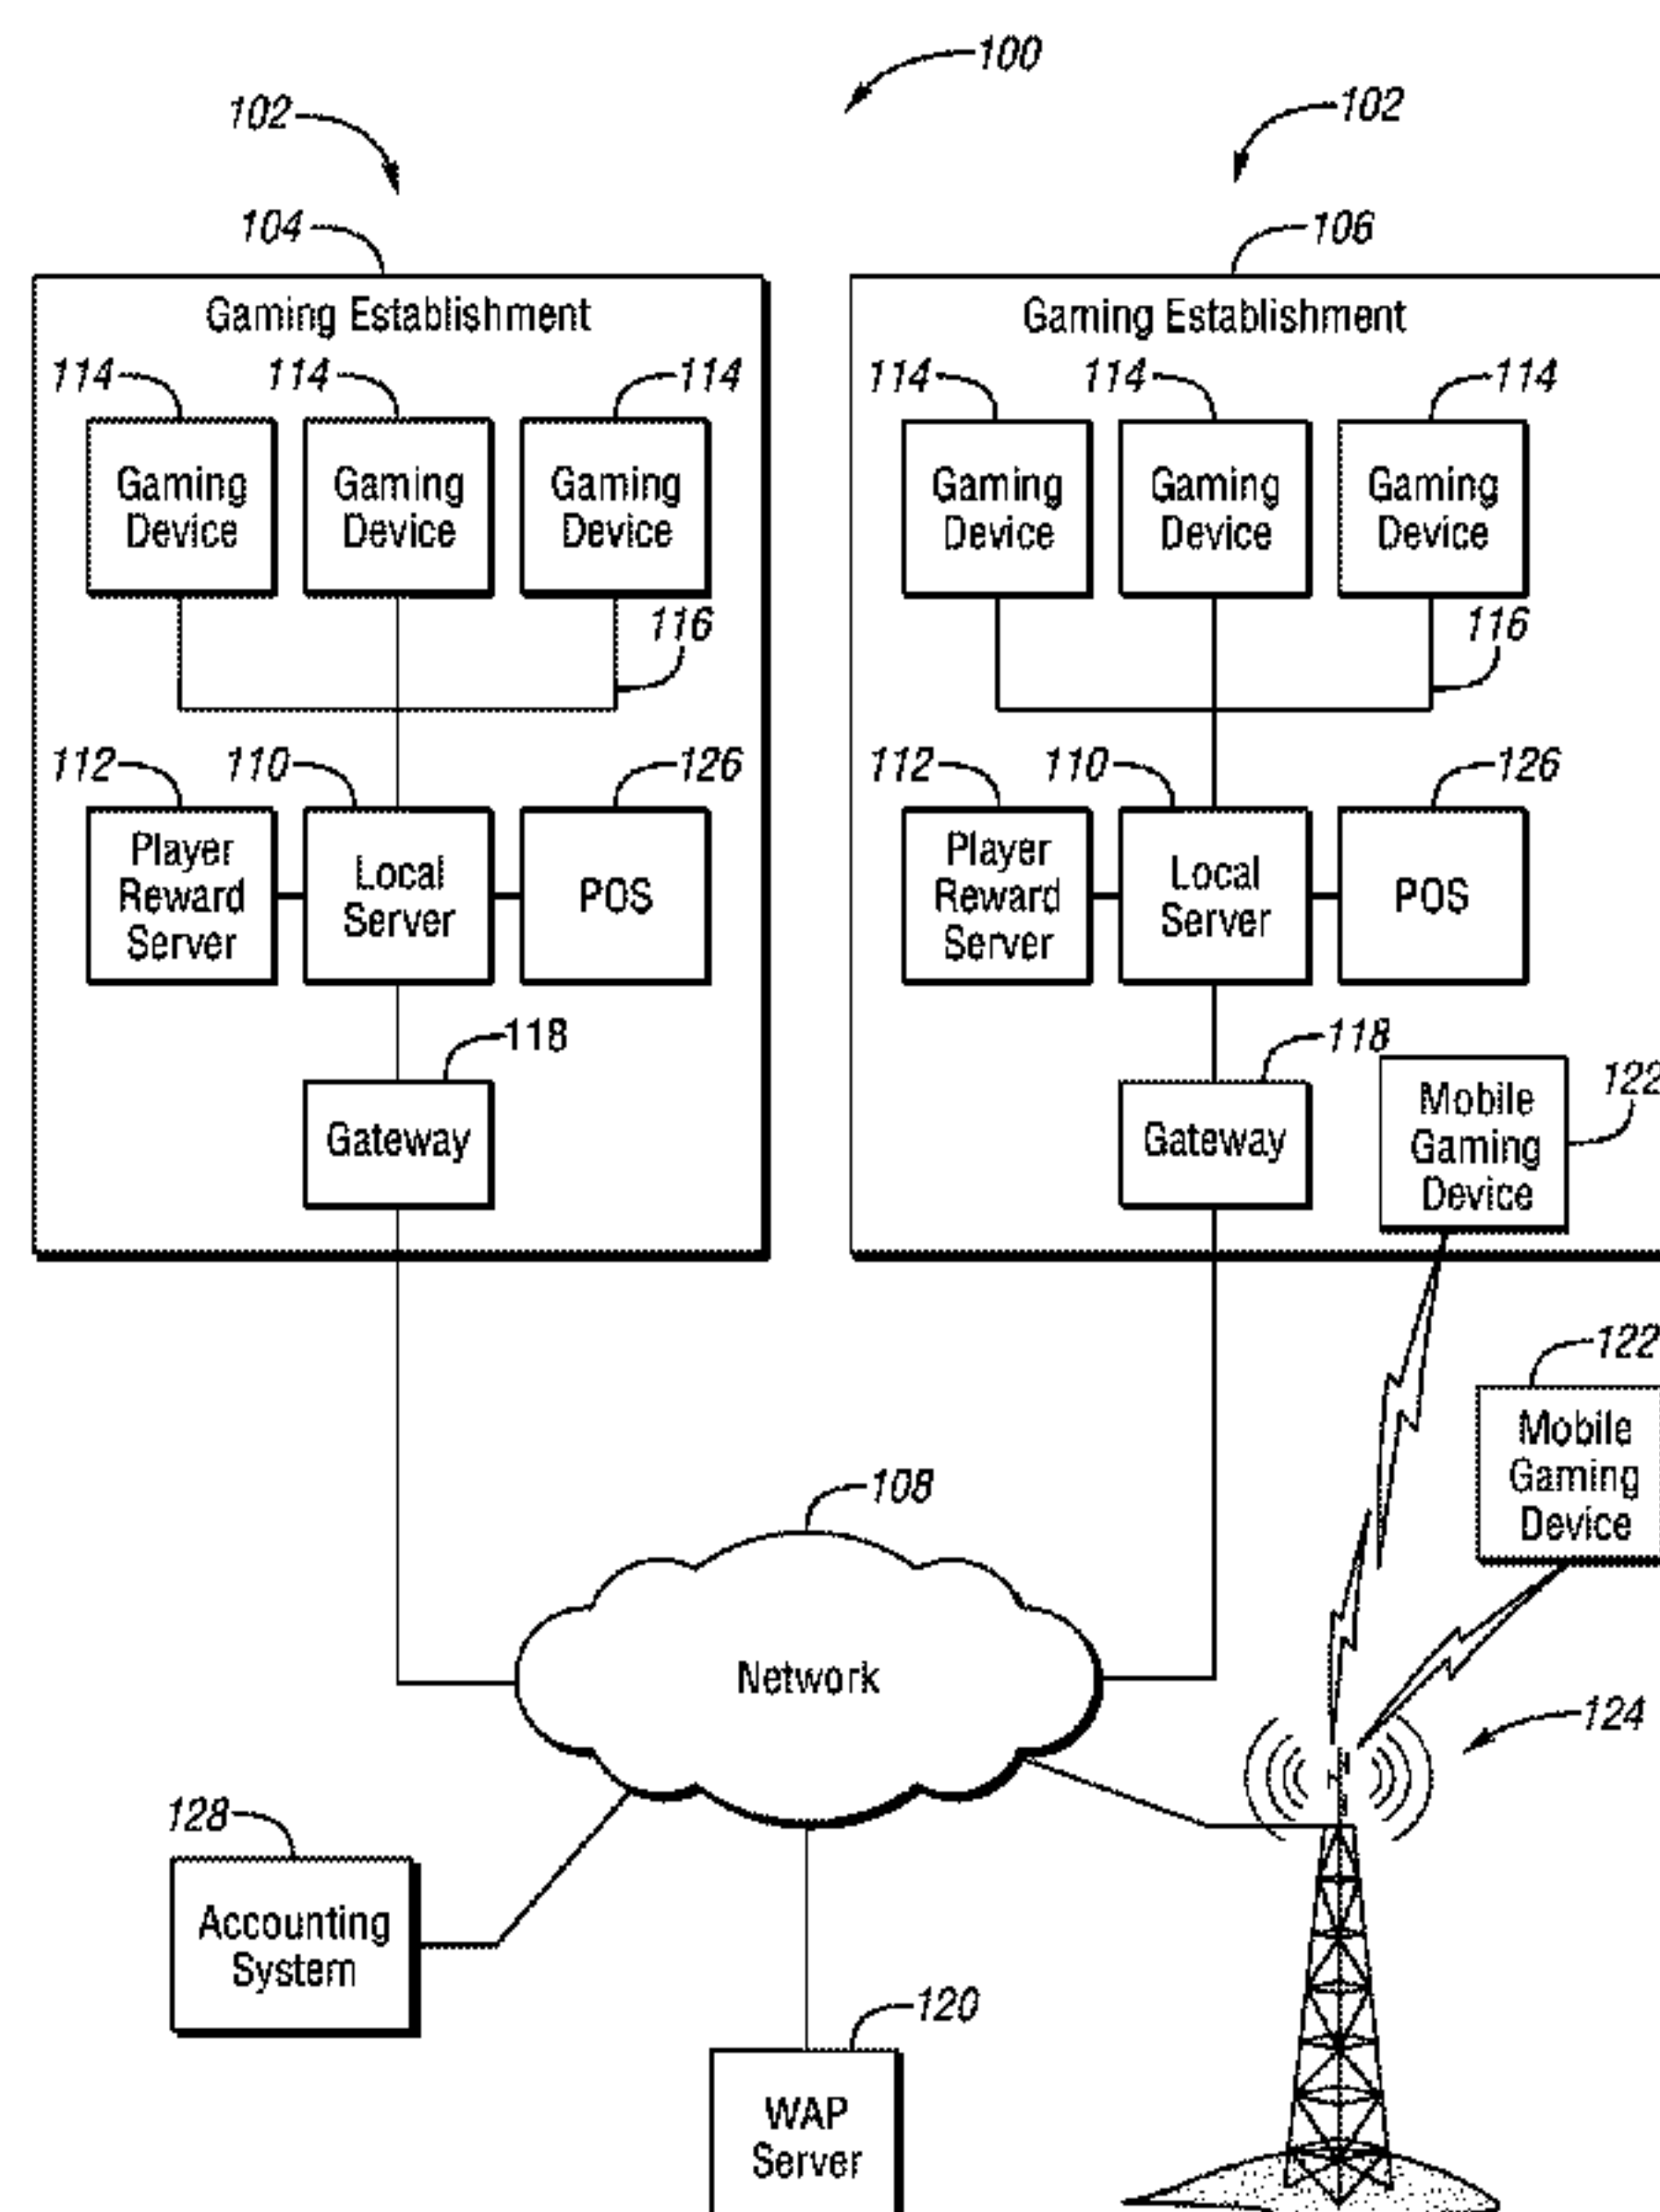 100
102
102
104
106
Gaming Establishment
Gaming Establishment
114
114
114
114
114
114
Gaming
Device
Gaming
Device
Gaming
Device
Gaming
Device
Gaming
Device
Gaming
Device
116
116
112
110
126
112
110
126
Player
Reward
Server
Local
Server
POS
Player
Reward
Server
Local
Server
POS
118
118
Gateway
Gateway
Mobile
Gaming
Device
122
122
Mobile
Gaming
Device
108
Network
124
128
Accounting
System
120
WAP
Server